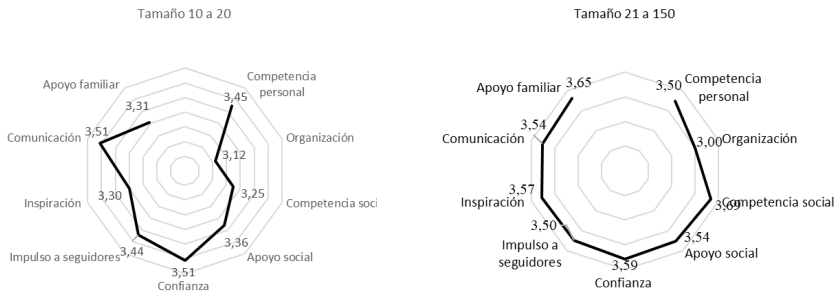 Tamaño 10 a 20
Competencia
personal
3,45
Organización
3,12
Competencia soci
3,25
Apoyo social
3,36
Confianza
3,51
Impulso a seguidores
3,44
Inspiración
3,30
Comunicación
3,51
Apoyo familiar
3,31
Tamaño 21 a 150
Competencia
personal
3,50
Organización
3,00
Competencia social
3,69
Apoyo social
3,54
Confianza
3,59
Impulso a
seguidores
3,50
Inspiración
3,57
Comunicación
3,54
Apoyo familiar
3,65